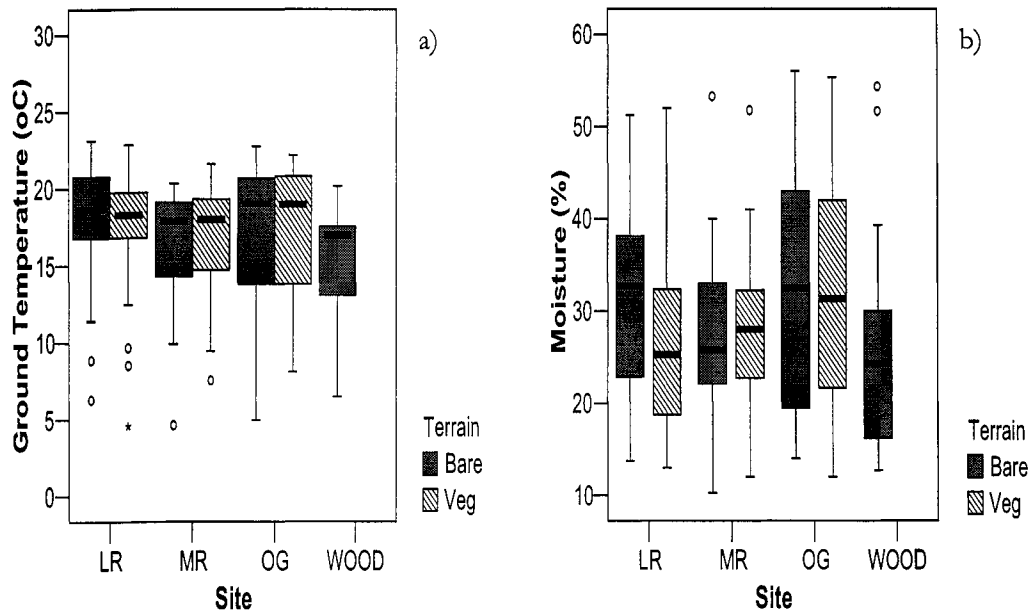 a)
Ground Temperature (oC)
30
25
20
15
10
5
0
LR
MR
OG
WOOD
Site
Terrain
Bare
Veg
b)
Moisture (%)
60
50
40
30
20
10
LR
MR
OG
WOOD
Site
Terrain
Bare
Veg